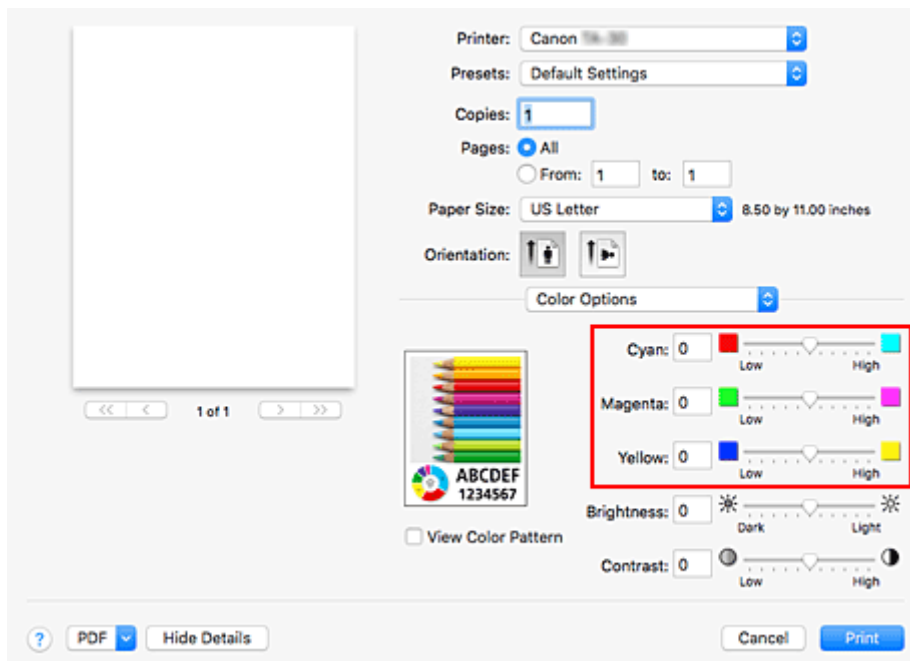 Printer: Canon
Presets: Default Settings
Copies: 1
Pages: All
From: 1 to: 1
Paper Size: US Letter 8.50 by 11.00 inches
Orientation:
Color Options
Cyan: 0
Low High
Magenta: 0
Low High
Yellow: 0
Low High
ABCDEF
1234567
Brightness: 0
Dark Light
View Color Pattern
Contrast: 0
Low High
<< < 1 of 1 > >>
? PDF Hide Details Cancel Print